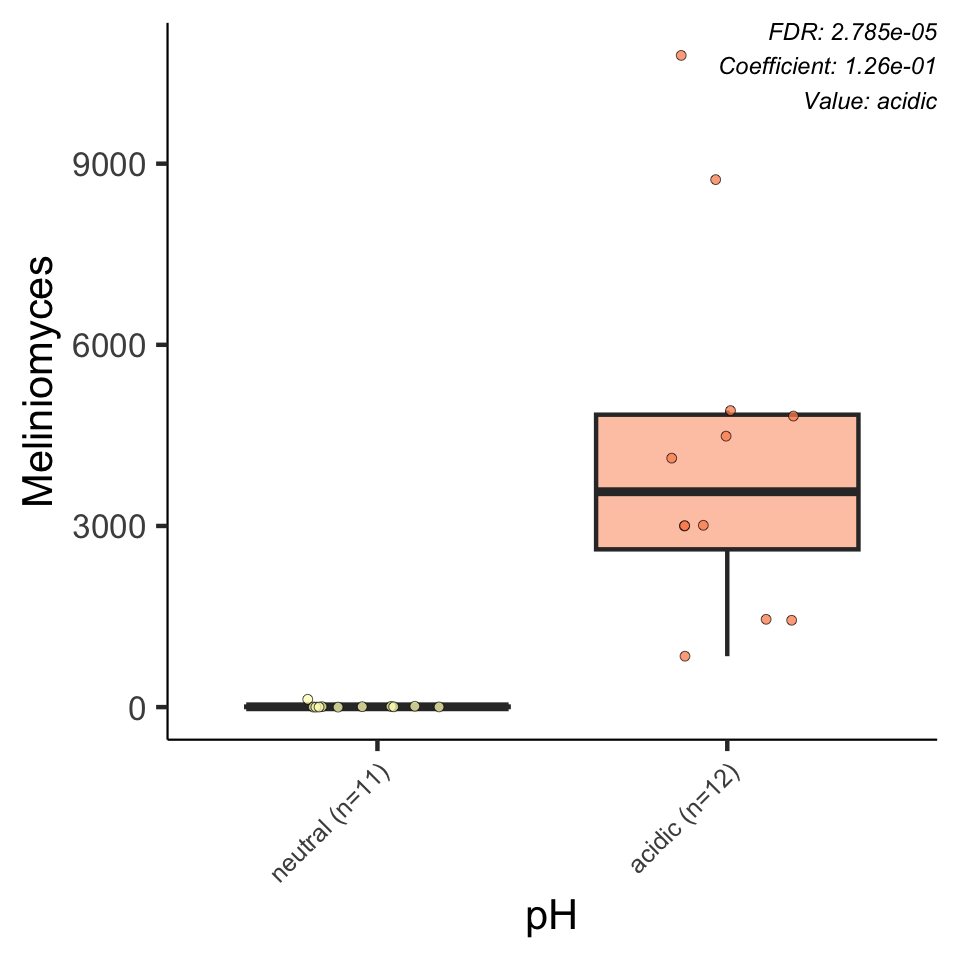 FDR: 2.785e-05
Coefficient: 1.26e-01
Value: acidic
Meliniomyces
9000
6000
3000
0
neutral (n=11)
acidic (n=12)
pH